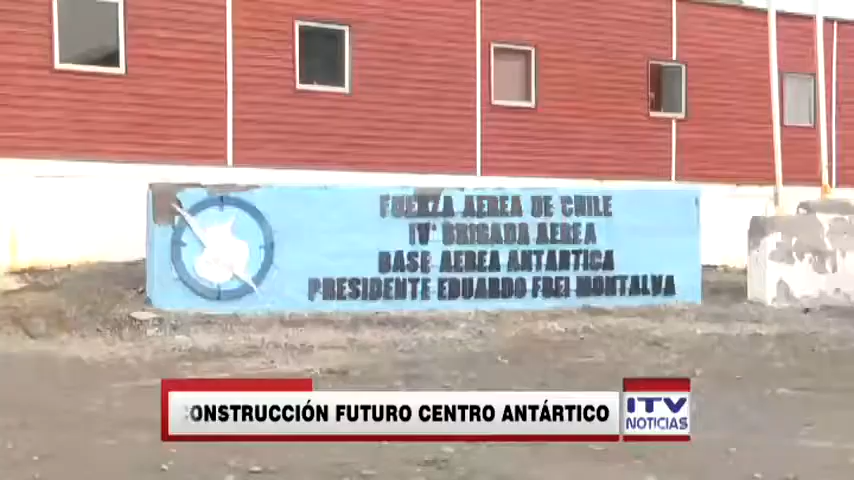 FUERZA AEREA DE CHILE
IVª BRIGADA AEREA
BASE AEREA ANTARTICA
PRESIDENTE EDUARDO FREI MONTALVA
ONSTRUCCIÓN FUTURO CENTRO ANTÁRTICO
ITV
NOTICIAS